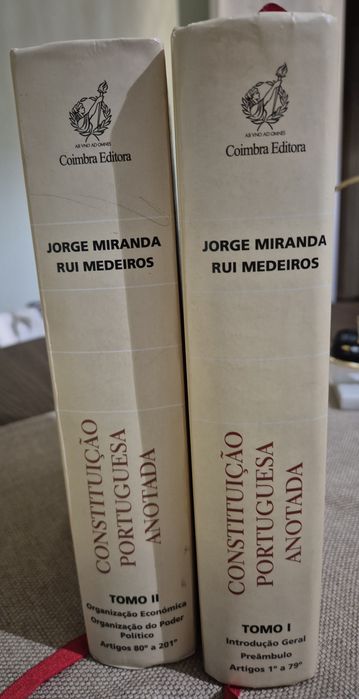 AB VNO AD OMNES
Coimbra Editora
JORGE MIRANDA
RUI MEDEIROS
CONSTITUIÇÃO
PORTUGUESA
ANOTADA
TOMO II
Organização Económica
Organização do Poder
Político
Artigos 80º a 201º
AB VNO AD OMNES
Coimbra Editora
JORGE MIRANDA
RUI MEDEIROS
CONSTITUIÇÃO
PORTUGUESA
ANOTADA
TOMO I
Introdução Geral
Preâmbulo
Artigos 1º a 79º